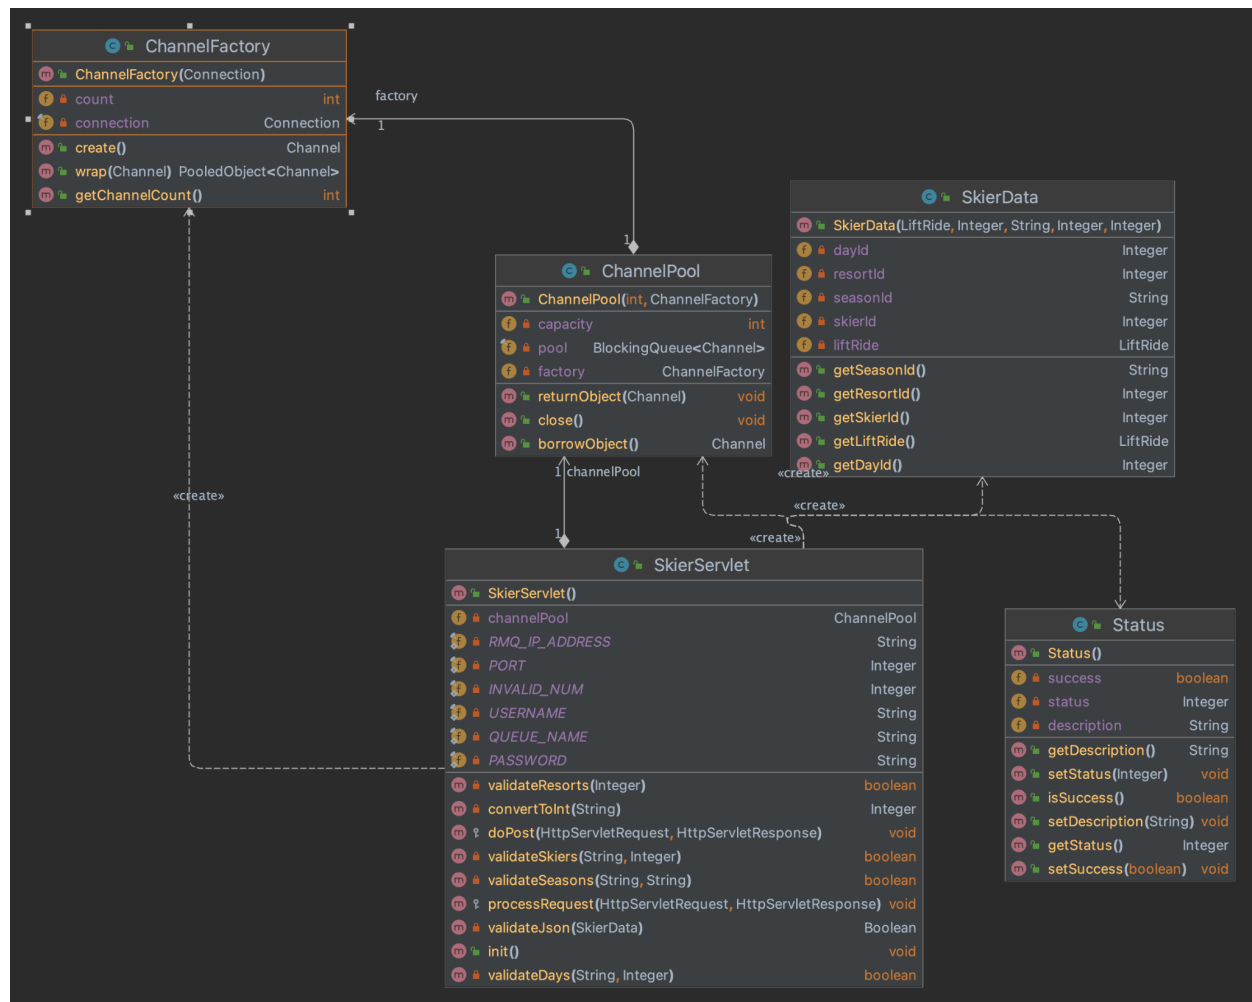 ChannelFactory
ChannelFactory(Connection)
count int
connection Connection
create() Channel
wrap(Channel) PooledObject<Channel>
getChannelCount() int
factory
1
1
ChannelPool
ChannelPool(int, ChannelFactory)
capacity int
pool BlockingQueue<Channel>
factory ChannelFactory
returnObject(Channel) void
close() void
borrowObject() Channel
SkierData
SkierData(LiftRide, Integer, String, Integer, Integer)
dayId Integer
resortId Integer
seasonId String
skierId Integer
liftRide LiftRide
getSeasonId() String
getResortId() Integer
getSkierId() Integer
getLiftRide() LiftRide
getDayId() Integer
1 channelPool
1
«create»
«create»
«create»
«create»
SkierServlet
SkierServlet()
channelPool ChannelPool
RMQ_IP_ADDRESS String
PORT Integer
INVALID_NUM Integer
USERNAME String
QUEUE_NAME String
PASSWORD String
validateResorts(Integer) boolean
convertToInt(String) Integer
doPost(HttpServletRequest, HttpServletResponse) void
validateSkiers(String, Integer) boolean
validateSeasons(String, String) boolean
processRequest(HttpServletRequest, HttpServletResponse) void
validateJson(SkierData) Boolean
init() void
validateDays(String, Integer) boolean
Status
Status()
success boolean
status Integer
description String
getDescription() String
setStatus(Integer) void
isSuccess() boolean
setDescription(String) void
getStatus() Integer
setSuccess(boolean) void